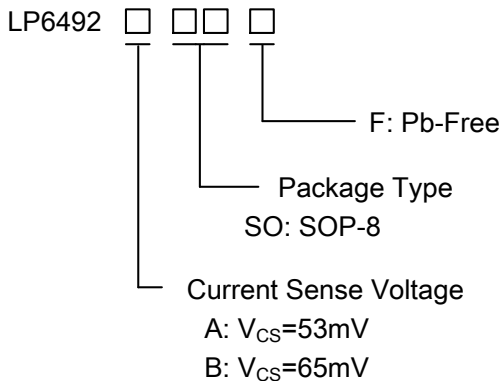 LP6492 □ □□ □
F: Pb-Free
Package Type
SO: SOP-8
Current Sense Voltage
A: VCS=53mV
B: VCS=65mV